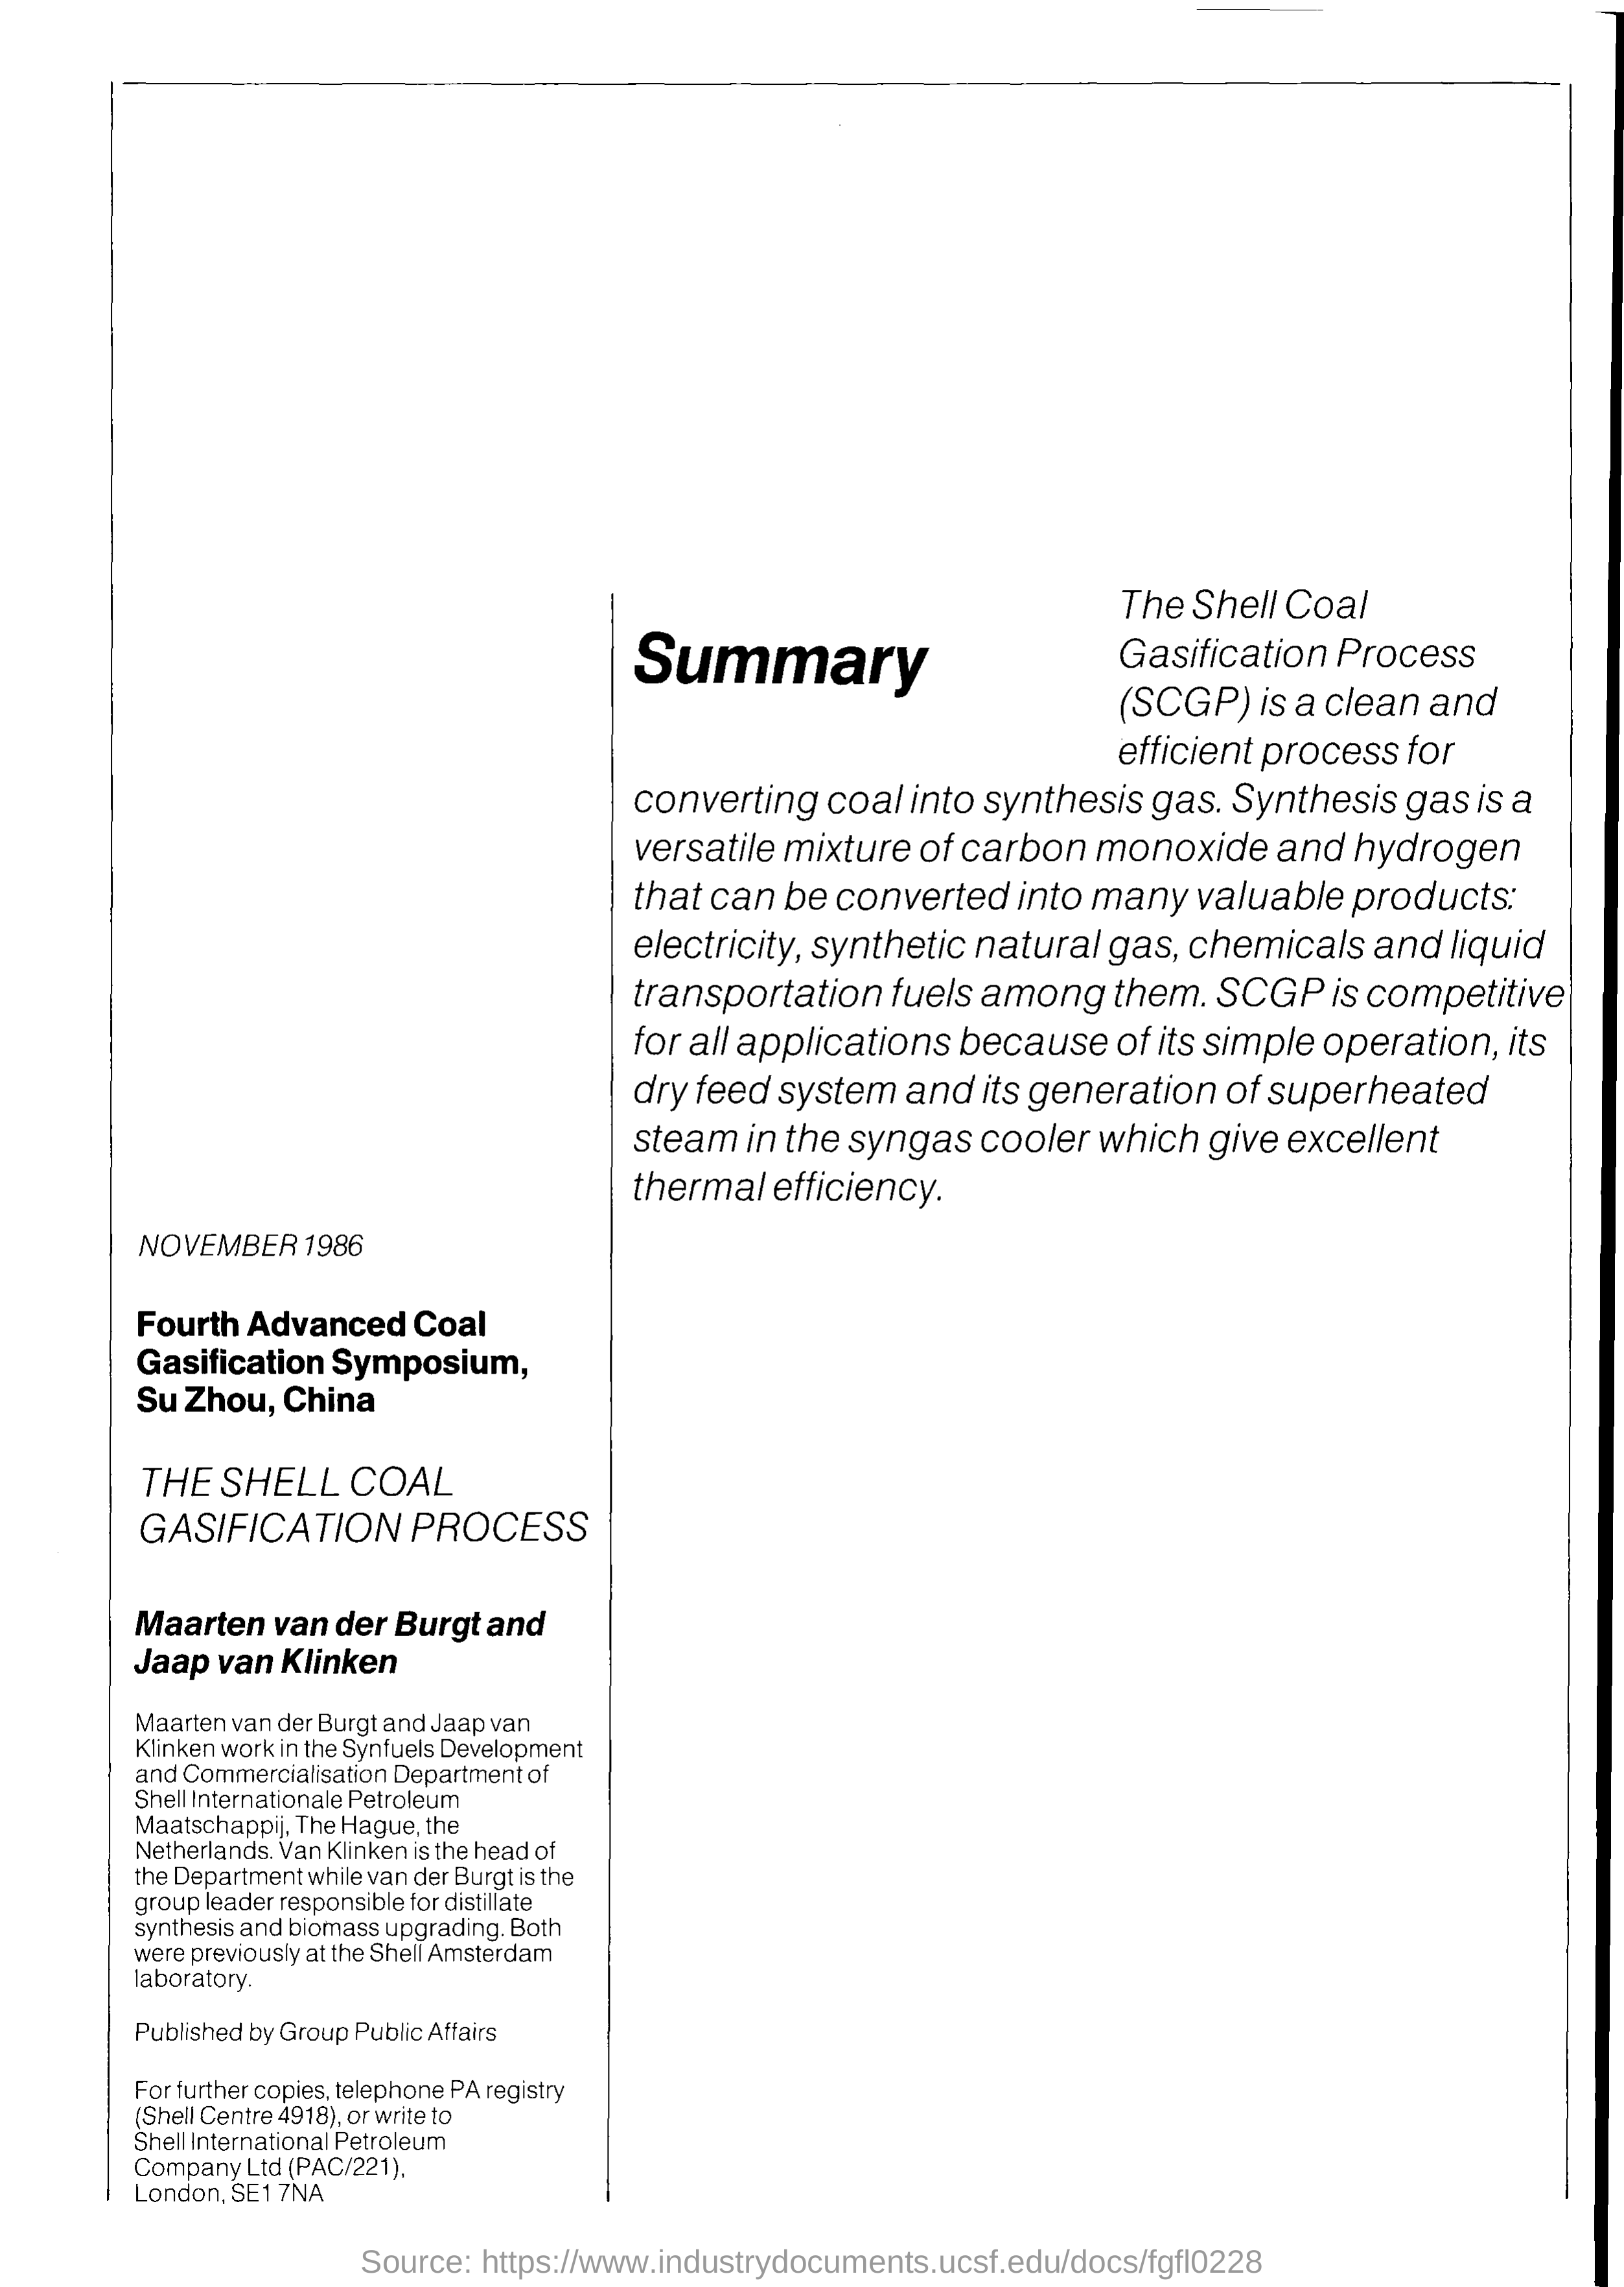 Summary
The Shell Coal
Gasification Process
(SCGP) is a clean and
efficient process for
converting coal into synthesis gas. Synthesis gas is a
versatile mixture of carbon monoxide and hydrogen
that can be converted into many valuable products:
electricity, synthetic natural gas, chemicals and liquid
transportation fuels among them. SCGP is competitive
for all applications because of its simple operation, its
dry feed system and its generation of superheated
steam in the syngas cooler which give excellent
thermal efficiency.
NOVEMBER 1986
Fourth Advanced Coal
Gasification Symposium,
Su Zhou, China
THE SHELL COAL
GASIFICATION PROCESS
Maarten van der Burgt and
Jaap van Klinken
Maarten van der Burgt and Jaap van
Klinken work in the Synfuels Development
and Commercialisation Department of
Shell Internationale Petroleum
Maatschappij, The Hague, the
Netherlands. Van Klinken is the head of
the Department while van der Burgt is the
group leader responsible for distillate
synthesis and biomass upgrading. Both
were previously at the Shell Amsterdam
laboratory.
Published by Group Public Affairs
For further copies, telephone PA registry
(Shell Centre 4918), or write to
Shell International Petroleum
Company Ltd (PAC/221),
London, SE1 7NA
Source: https://www.industrydocuments.ucsf.edu/docs/fgfl0228